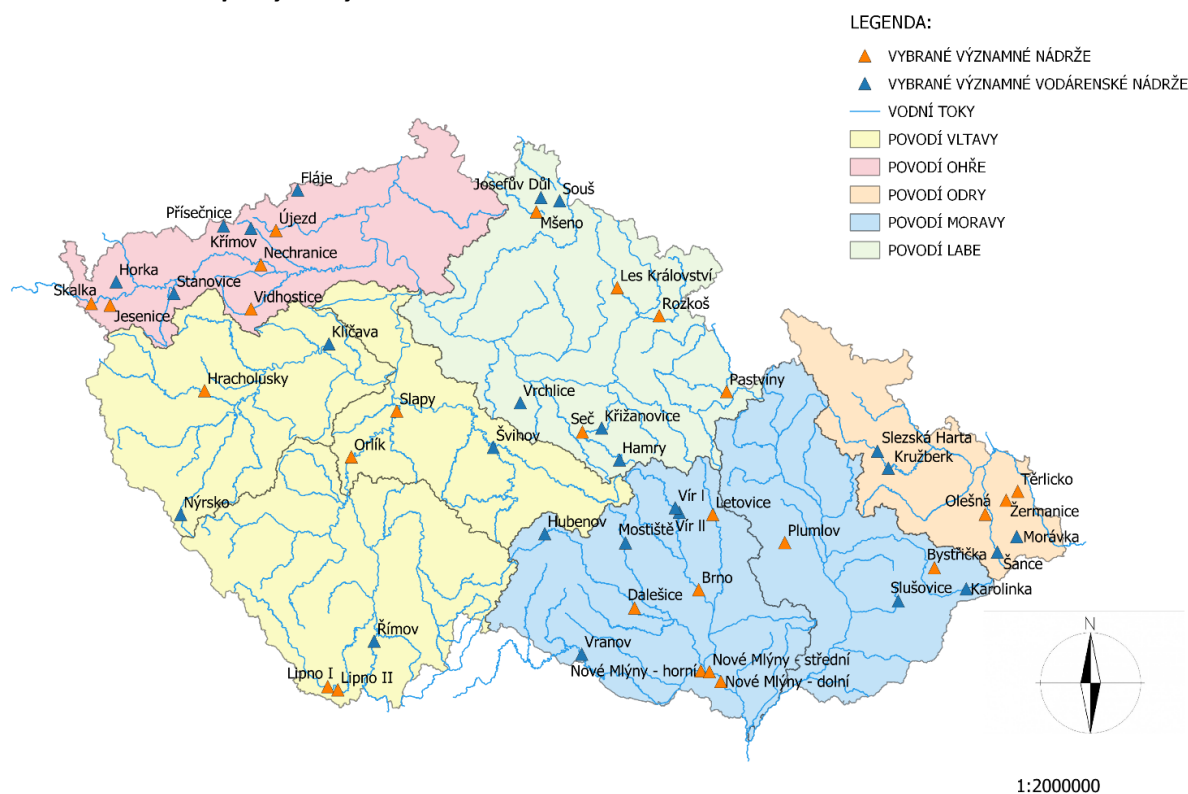 LEGENDA:
VYBRANÉ VÝZNAMNÉ NÁDRŽE
VYBRANÉ VÝZNAMNÉ VODÁRENSKÉ NÁDRŽE
VODNÍ TOKY
POVODÍ VLTAVY
POVODÍ OHŘE
POVODÍ ODRY
POVODÍ MORAVY
POVODÍ LABE
Fláje
Josefův Důl
Souš
Přísečnice
Újezd
Mšeno
Křímov
Nechranice
Horka
Stanovice
Les Království
Skalka
Jesenice
Vidhostice
Rozkoš
Klíčava
Hracholusky
Pastviny
Vrchlice
Slapy
Seč
Křižanovice
Orlík
Švihov
Hamry
Slezská Harta
Kružberk
Těrlicko
Nýrsko
Vír I
Letovice
Olešná
Žermanice
Vír II
Hubenov
Mostiště
Plumlov
Morávka
Bystřička
Šance
Brno
Slušovice
Karolinka
Dalešice
Římov
Vranov
N
Nové Mlýny - střední
Nové Mlýny - horní
Lipno I
Lipno II
Nové Mlýny - dolní
1:2000000